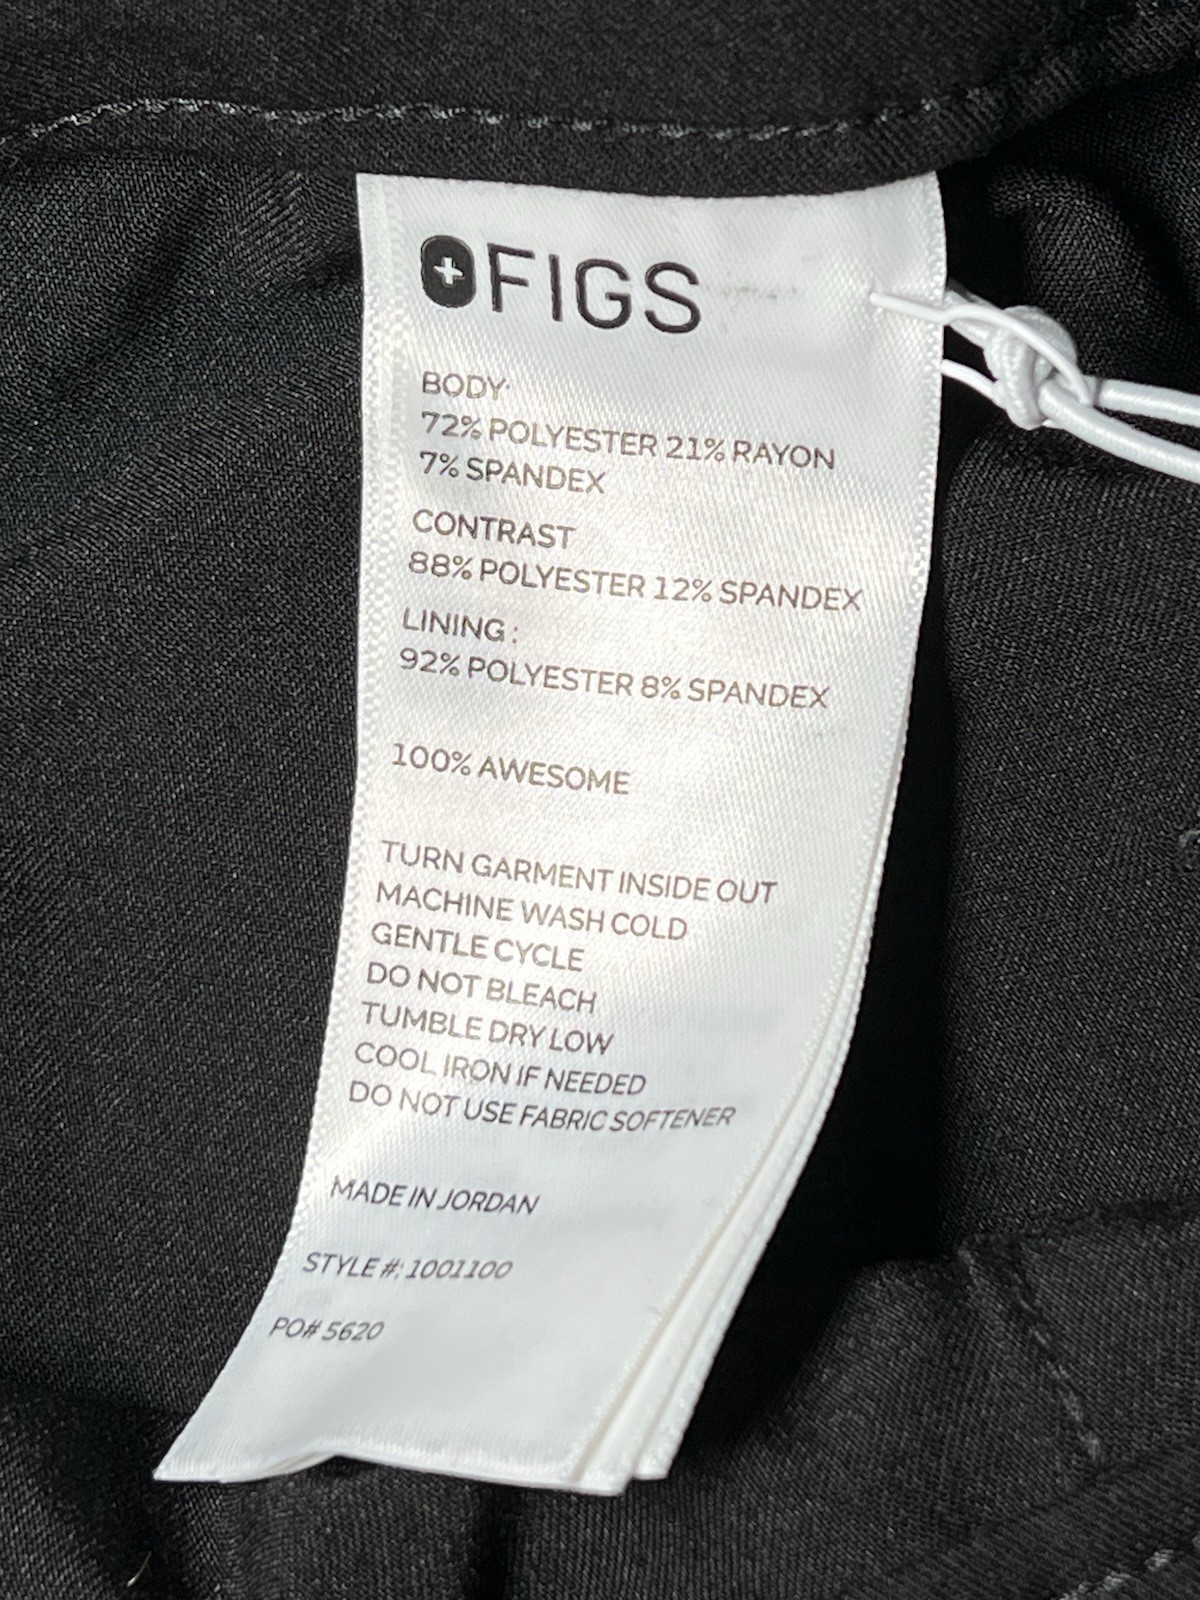 FIGS
BODY:
72% POLYESTER 21% RAYON
7% SPANDEX
CONTRAST
88% POLYESTER 12% SPANDEX
LINING :
92% POLYESTER 8% SPANDEX
100% AWESOME
TURN GARMENT INSIDE OUT
MACHINE WASH COLD
GENTLE CYCLE
DO NOT BLEACH
TUMBLE DRY LOW
COOL IRON IF NEEDED
DO NOT USE FABRIC SOFTENER
MADE IN JORDAN
STYLE #: 1001100
PO# 5620